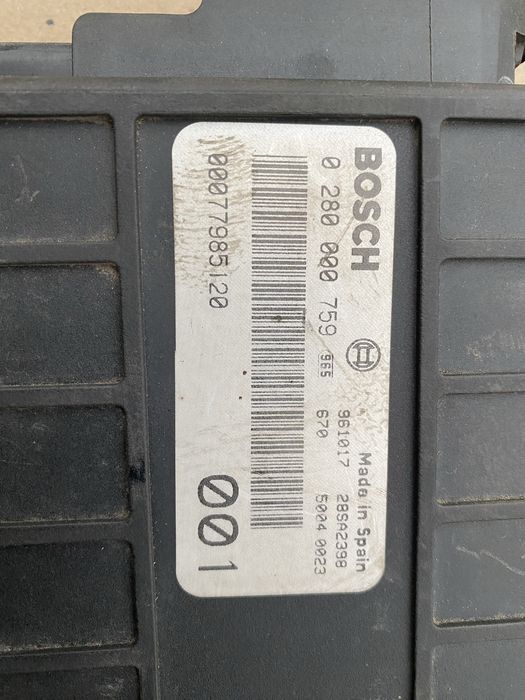 BOSCH
Made in Spain
0 280 000 759 965
961017 28SA2398
670 5004 0023
0007798512O
001